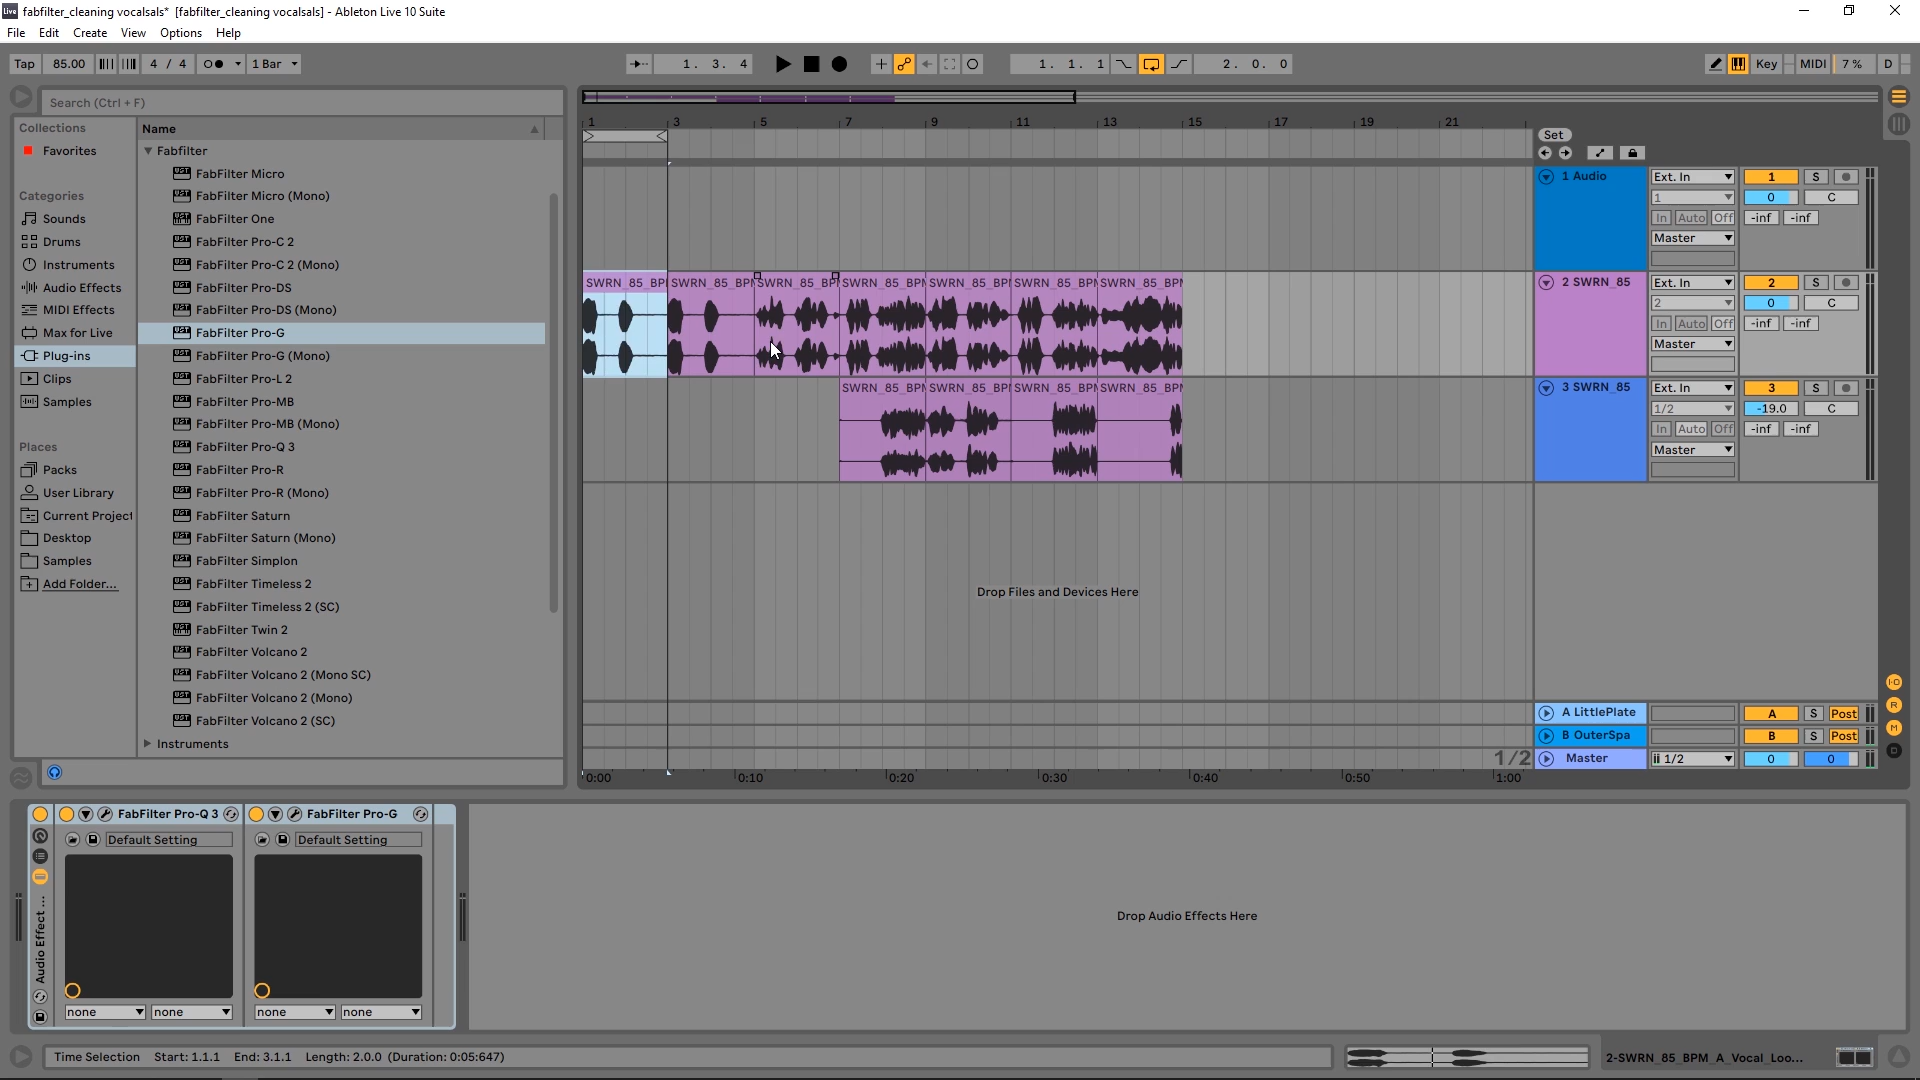 fabfilter_cleaning vocalsals* [fabfilter_cleaning vocalsals] - Ableton Live 10 Suite
File Edit Create View Options Help
Tap 85.00 4 / 4 1 Bar 1. 3. 4 1. 1. 1 2. 0. 0 Key MIDI 7 % D
Search (Ctrl + F)
Collections
Favorites
Categories
Sounds
Drums
Instruments
Audio Effects
MIDI Effects
Max for Live
Plug-ins
Clips
Samples
Places
Packs
User Library
Current Project
Desktop
Samples
Add Folder...
Name
Fabfilter
FabFilter Micro
FabFilter Micro (Mono)
FabFilter One
FabFilter Pro-C 2
FabFilter Pro-C 2 (Mono)
FabFilter Pro-DS
FabFilter Pro-DS (Mono)
FabFilter Pro-G
FabFilter Pro-G (Mono)
FabFilter Pro-L 2
FabFilter Pro-MB
FabFilter Pro-MB (Mono)
FabFilter Pro-Q 3
FabFilter Pro-R
FabFilter Pro-R (Mono)
FabFilter Saturn
FabFilter Saturn (Mono)
FabFilter Simplon
FabFilter Timeless 2
FabFilter Timeless 2 (SC)
FabFilter Twin 2
FabFilter Volcano 2
FabFilter Volcano 2 (Mono SC)
FabFilter Volcano 2 (Mono)
FabFilter Volcano 2 (SC)
Instruments
1 3 5 7 9 11 13 15 17 19 21
Set
1 Audio Ext. In 1 S
1 0 C
In Auto Off -inf -inf
Master
SWRN_85_BPM SWRN_85_BPM SWRN_85_BPM SWRN_85_BPM SWRN_85_BPM SWRN_85_BPM SWRN_85_BPM
2 SWRN_85 Ext. In 2 S
2 0 C
In Auto Off -inf -inf
Master
SWRN_85_BPM SWRN_85_BPM SWRN_85_BPM SWRN_85_BPM
3 SWRN_85 Ext. In 3 S
1/2 -19.0 C
In Auto Off -inf -inf
Master
Drop Files and Devices Here
A LittlePlate A S Post
B OuterSpa B S Post
1/2 Master 1/2 0 0
0:00 0:10 0:20 0:30 0:40 0:50 1:00
I-O
R
M
D
FabFilter Pro-Q 3 FabFilter Pro-G
Default Setting Default Setting
Audio Effect ...
none none none none
Drop Audio Effects Here
Time Selection Start: 1.1.1 End: 3.1.1 Length: 2.0.0 (Duration: 0:05:647)
2-SWRN_85_BPM_A_Vocal_Loo...